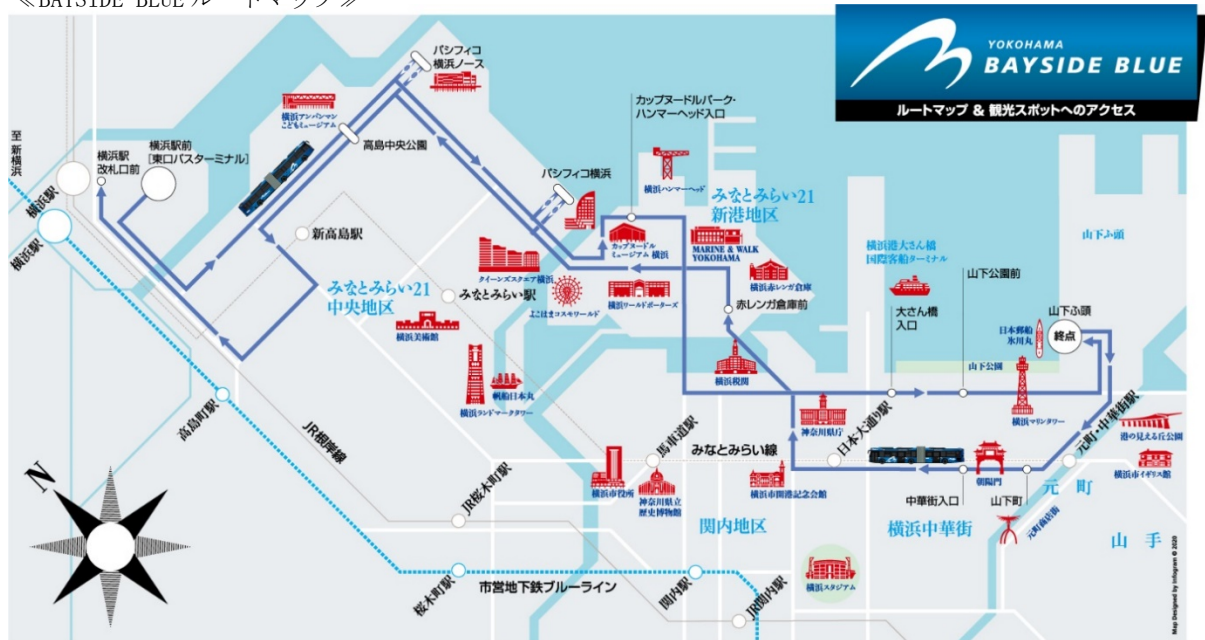 ≪BAYSIDE BLUE ルートマップ≫
YOKOHAMA
BAYSIDE BLUE
ルートマップ & 観光スポットへのアクセス
パシフィコ
横浜ノース
横浜アンパンマン
こどもミュージアム
高島中央公園
カップヌードルパーク・
ハンマーヘッド入口
至 新横浜
横浜駅
改札口前
横浜駅前
[東口バスターミナル]
横浜駅
横浜駅
パシフィコ横浜
横浜ハンマーヘッド
みなとみらい21
新港地区
新高島駅
カップヌードル
ミュージアム 横浜
MARINE & WALK
YOKOHAMA
横浜港大さん橋
国際客船ターミナル
山下ふ頭
クイーンズスクエア横浜
横浜赤レンガ倉庫
山下公園前
みなとみらい21
中央地区
みなとみらい駅
よこはまコスモワールド
横浜ワールドポーターズ
赤レンガ倉庫前
大さん橋
入口
山下ふ頭
終点
日本郵船
氷川丸
横浜美術館
横浜税関
山下公園
帆船日本丸
横浜ランドマークタワー
高島町駅
JR根岸線
神奈川県庁
日本大通り駅
横浜マリンタワー
元町・中華街駅
港の見える丘公園
馬車道駅
みなとみらい線
横浜市役所
神奈川県立
歴史博物館
横浜市開港記念会館
朝陽門
横浜市イギリス館
JR桜木町駅
中華街入口
山下町
元町
関内地区
横浜中華街
元町商店街
山手
N
桜木町駅
市営地下鉄ブルーライン
関内駅
JR関内駅
横浜スタジアム
Map Designed by Infogram © 2020